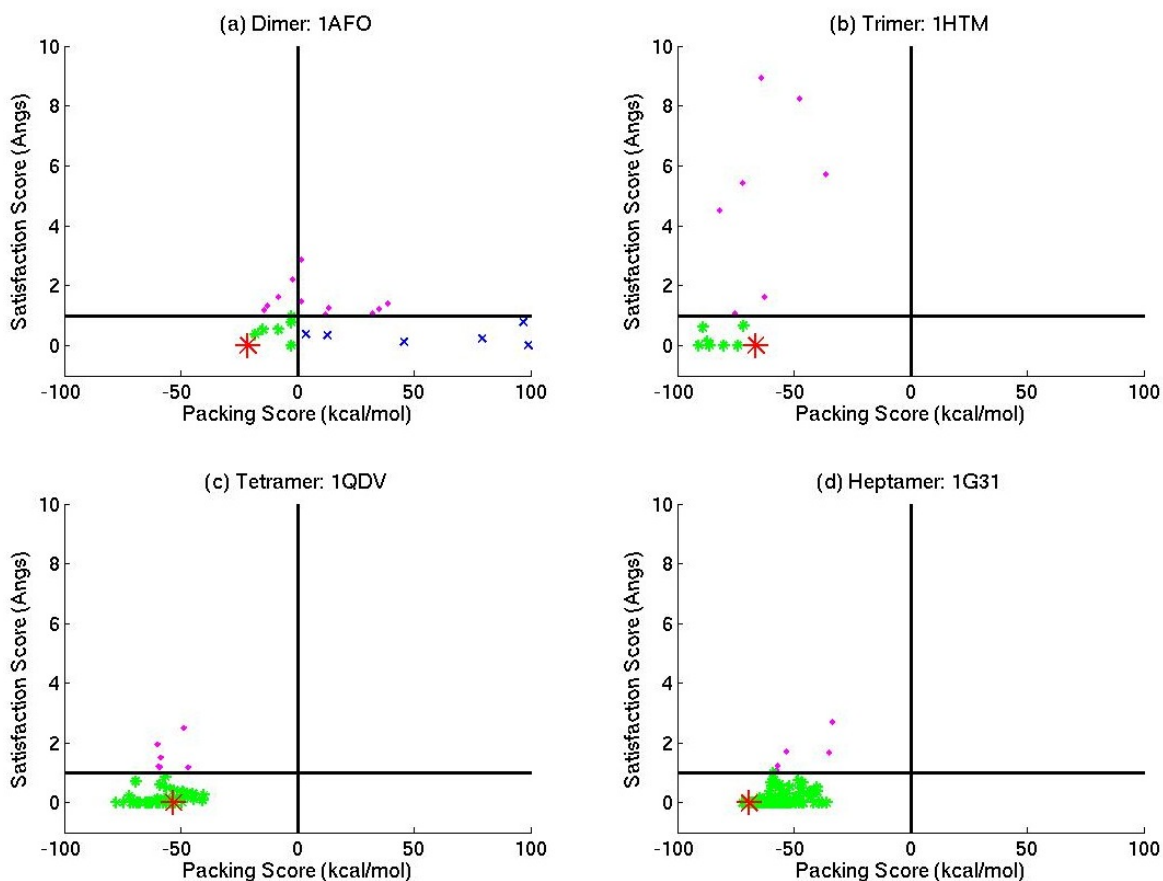 (a) Dimer: 1AFO
10
8
6
4
2
0
Satisfaction Score (Angs)
-100 -50 0 50 100
Packing Score (kcal/mol)
(b) Trimer: 1HTM
10
8
6
4
2
0
Satisfaction Score (Angs)
-100 -50 0 50 100
Packing Score (kcal/mol)
(c) Tetramer: 1QDV
10
8
6
4
2
0
Satisfaction Score (Angs)
-100 -50 0 50 100
Packing Score (kcal/mol)
(d) Heptamer: 1G31
10
8
6
4
2
0
Satisfaction Score (Angs)
-100 -50 0 50 100
Packing Score (kcal/mol)